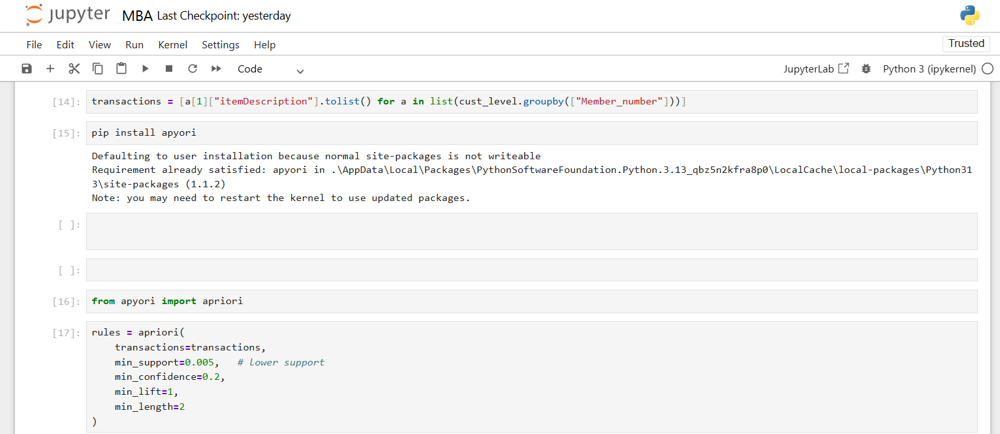 jupyter MBA Last Checkpoint: yesterday
File Edit View Run Kernel Settings Help Trusted
Code JupyterLab Python 3 (ipykernel)
[14]: transactions = [a[1]["itemDescription"].tolist() for a in list(cust_level.groupby(["Member_number"]))]
[15]: pip install apyori
Defaulting to user installation because normal site-packages is not writeable
Requirement already satisfied: apyori in .\AppData\Local\Packages\PythonSoftwareFoundation.Python.3.13_qbz5n2kfra8p0\LocalCache\local-packages\Python31
3\site-packages (1.1.2)
Note: you may need to restart the kernel to use updated packages.
[ ]:
[ ]:
[16]: from apyori import apriori
[17]: rules = apriori(
    transactions=transactions,
    min_support=0.005,   # lower support
    min_confidence=0.2,
    min_lift=1,
    min_length=2
)